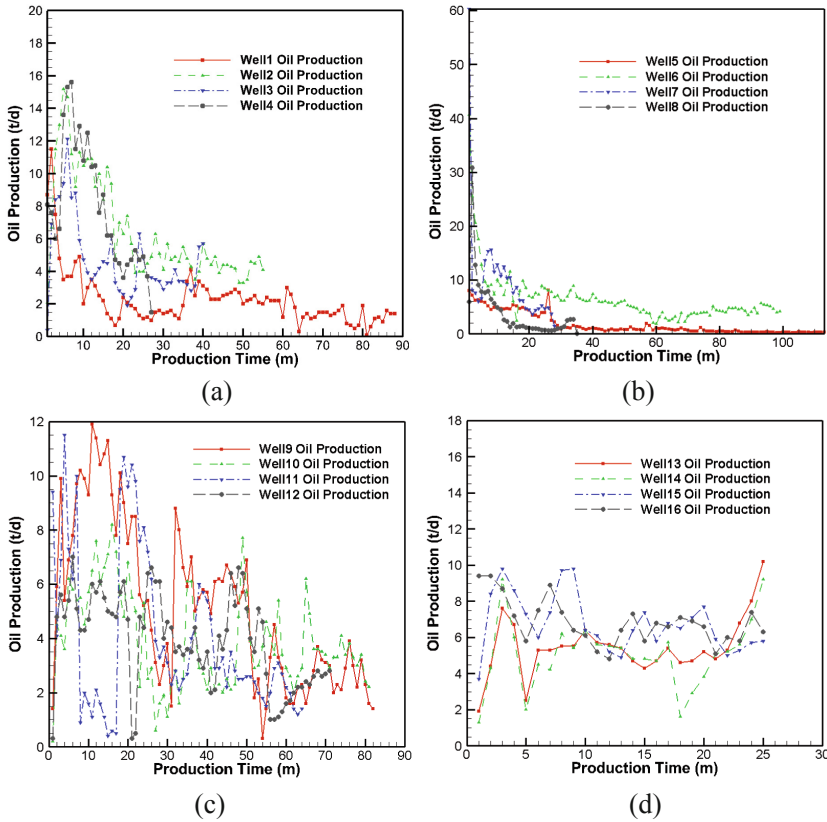 20
18
16
14
12
10
8
6
4
2
0
Oil Production (t/d)
Well1 Oil Production
Well2 Oil Production
Well3 Oil Production
Well4 Oil Production
10 20 30 40 50 60 70 80 90
Production Time (m)
(a)
60
50
40
30
20
10
0
Oil Production (t/d)
Well5 Oil Production
Well6 Oil Production
Well7 Oil Production
Well8 Oil Production
20 40 60 80 100
Production Time (m)
(b)
12
10
8
6
4
2
0
Oil Production (t/d)
Well9 Oil Production
Well10 Oil Production
Well11 Oil Production
Well12 Oil Production
0 10 20 30 40 50 60 70 80 90
Production Time (m)
(c)
18
16
14
12
10
8
6
4
2
0
Oil Production (t/d)
Well13 Oil Production
Well14 Oil Production
Well15 Oil Production
Well16 Oil Production
0 5 10 15 20 25 30
Production Time (m)
(d)